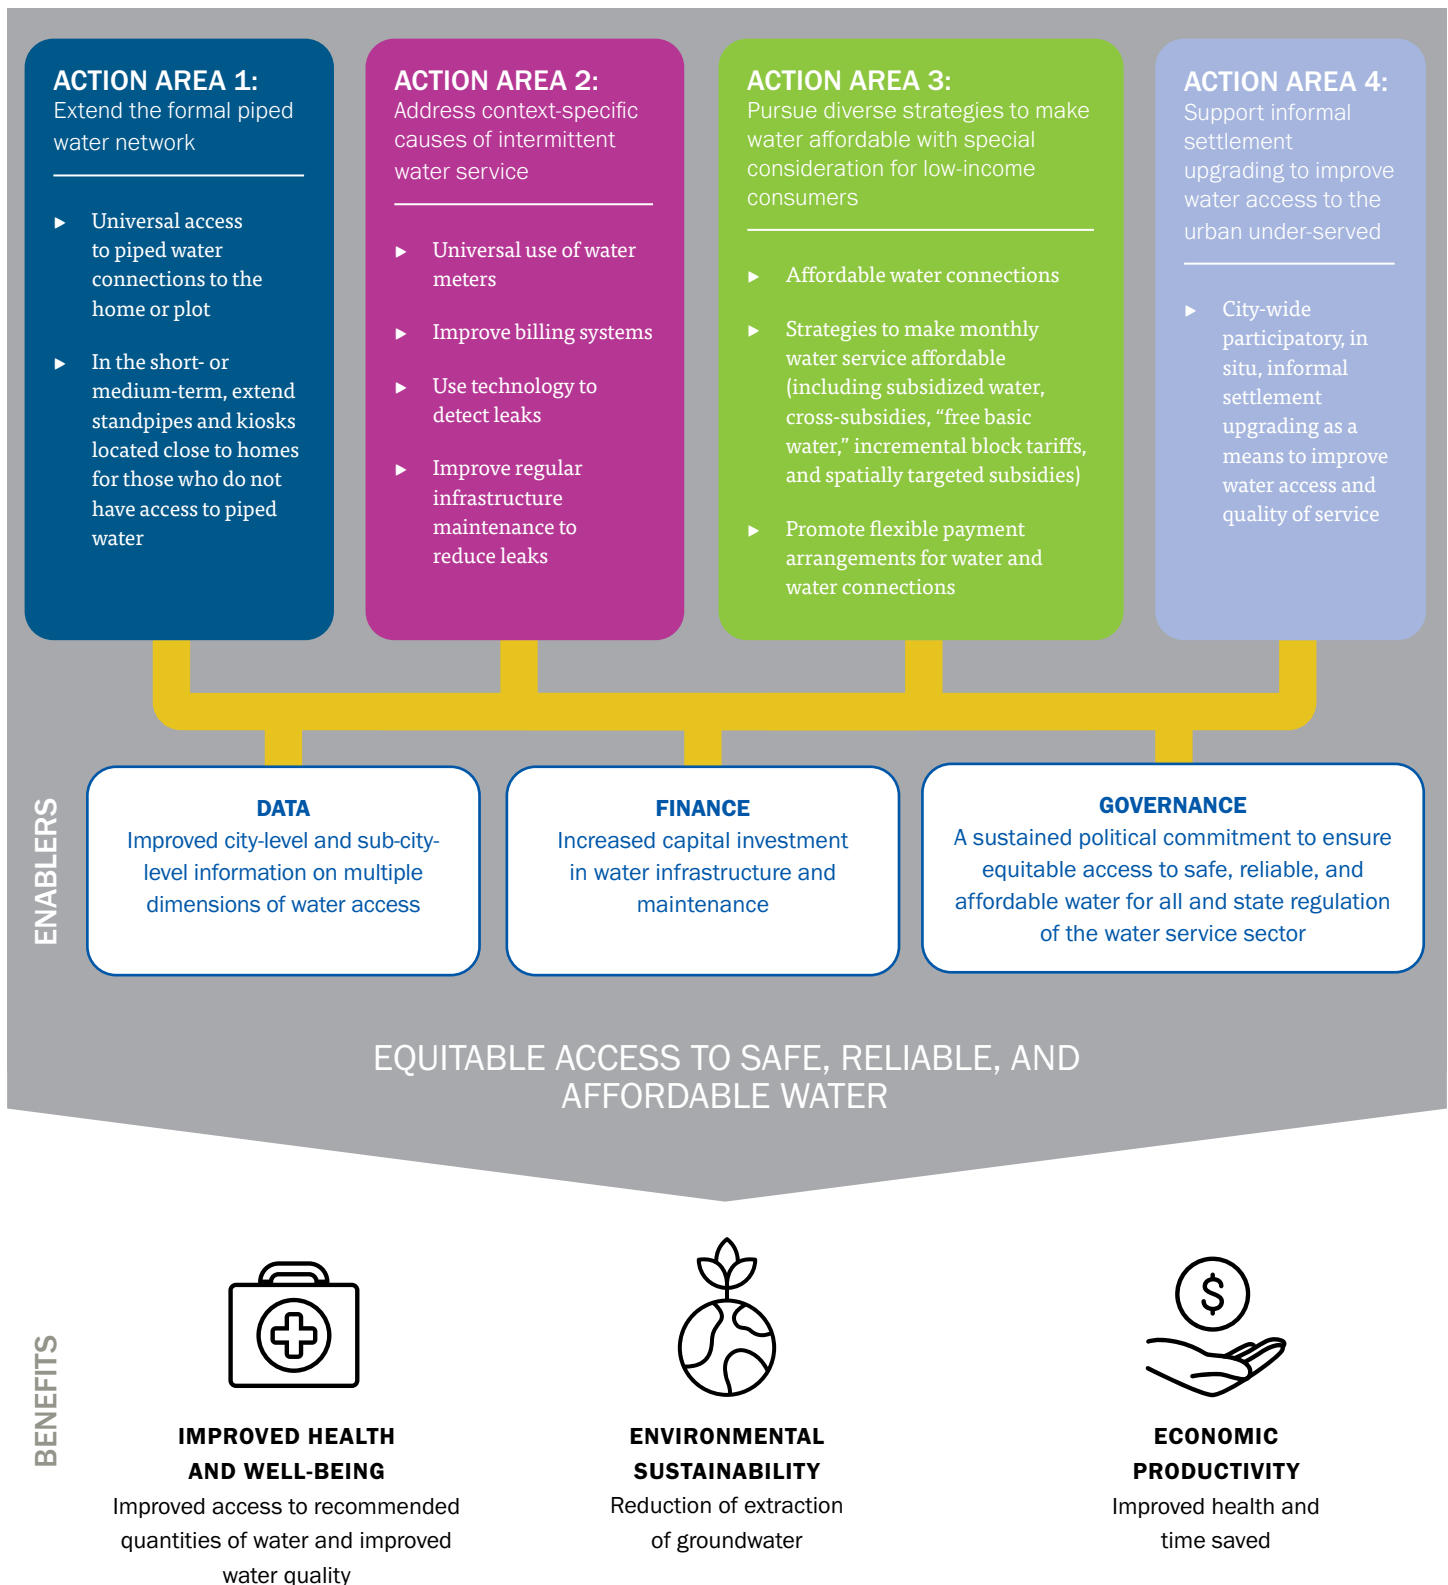 ACTION AREA 1:
Extend the formal piped
water network
▶ Universal access
to piped water
connections to the
home or plot
▶ In the short- or
medium-term, extend
standpipes and kiosks
located close to homes
for those who do not
have access to piped
water
ACTION AREA 2:
Address context-specific
causes of intermittent
water service
▶ Universal use of water
meters
▶ Improve billing systems
▶ Use technology to
detect leaks
▶ Improve regular
infrastructure
maintenance to
reduce leaks
ACTION AREA 3:
Pursue diverse strategies to make
water affordable with special
consideration for low-income
consumers
▶ Affordable water connections
▶ Strategies to make monthly
water service affordable
(including subsidized water,
cross-subsidies, “free basic
water,” incremental block tariffs,
and spatially targeted subsidies)
▶ Promote flexible payment
arrangements for water and
water connections
ACTION AREA 4:
Support informal
settlement
upgrading to improve
water access to the
urban under-served
▶ City-wide
participatory, in
situ, informal
settlement
upgrading as a
means to improve
water access and
quality of service
ENABLERS
DATA
Improved city-level and sub-city-
level information on multiple
dimensions of water access
FINANCE
Increased capital investment
in water infrastructure and
maintenance
GOVERNANCE
A sustained political commitment to ensure
equitable access to safe, reliable, and
affordable water for all and state regulation
of the water service sector
EQUITABLE ACCESS TO SAFE, RELIABLE, AND
AFFORDABLE WATER
BENEFITS
IMPROVED HEALTH
AND WELL-BEING
Improved access to recommended
quantities of water and improved
water quality
ENVIRONMENTAL
SUSTAINABILITY
Reduction of extraction
of groundwater
$
ECONOMIC
PRODUCTIVITY
Improved health and
time saved